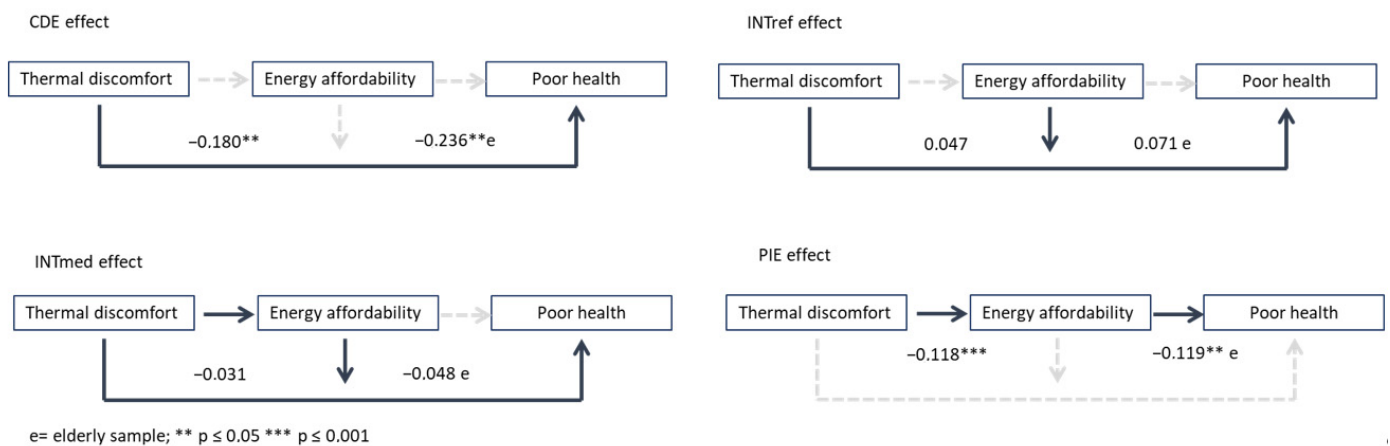 CDE effect
Thermal discomfort
Energy affordability
Poor health
−0.180**
−0.236**e
INTref effect
Thermal discomfort
Energy affordability
Poor health
0.047
0.071 e
INTmed effect
Thermal discomfort
Energy affordability
Poor health
−0.031
−0.048 e
PIE effect
Thermal discomfort
Energy affordability
Poor health
−0.118***
−0.119** e
e= elderly sample; ** p ≤ 0.05 *** p ≤ 0.001